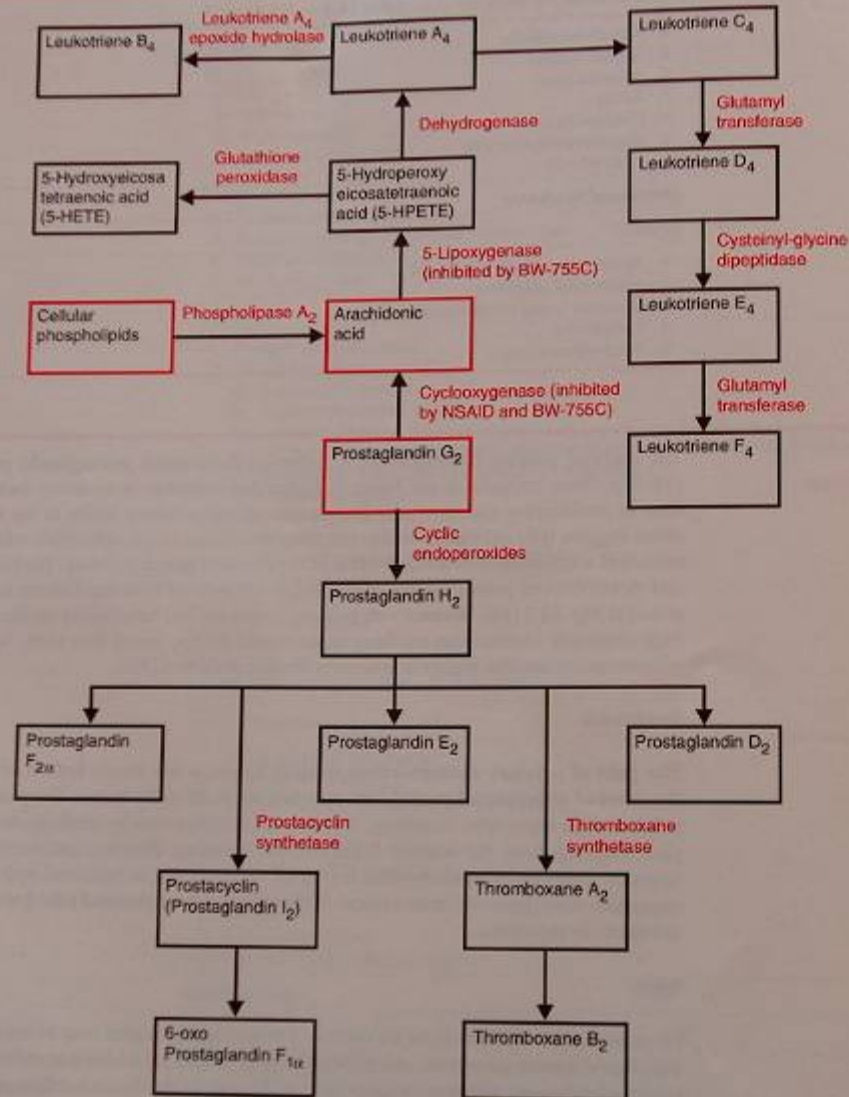 Leukotriene B₄
Leukotriene A₄
epoxide hydrolase
Leukotriene A₄
Leukotriene C₄
Dehydrogenase
Glutamyl
transferase
5-Hydroxyeicosa
tetraenoic acid
(5-HETE)
Glutathione
peroxidase
5-Hydroperoxy
eicosatetraenoic
acid (5-HPETE)
Leukotriene D₄
5-Lipoxygenase
(inhibited by BW-755C)
Cysteinyl-glycine
dipeptidase
Cellular
phospholipids
Phospholipase A₂
Arachidonic
acid
Leukotriene E₄
Cyclooxygenase (inhibited
by NSAID and BW-755C)
Glutamyl
transferase
Prostaglandin G₂
Leukotriene F₄
Cyclic
endoperoxides
Prostaglandin H₂
Prostaglandin
F₂α
Prostaglandin E₂
Prostaglandin D₂
Prostacyclin
synthetase
Thromboxane
synthetase
Prostacyclin
(Prostaglandin I₂)
Thromboxane A₂
6-oxo
Prostaglandin F₁α
Thromboxane B₂